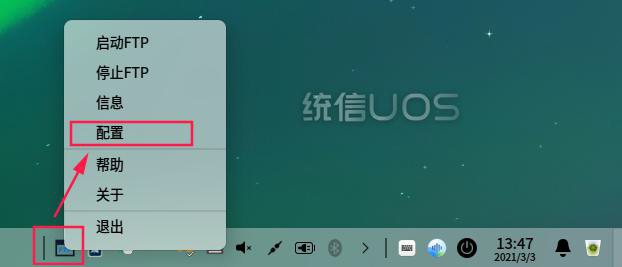 启动FTP
停止FTP
信息
配置
帮助
关于
退出
统信UOS
13:47
2021/3/3